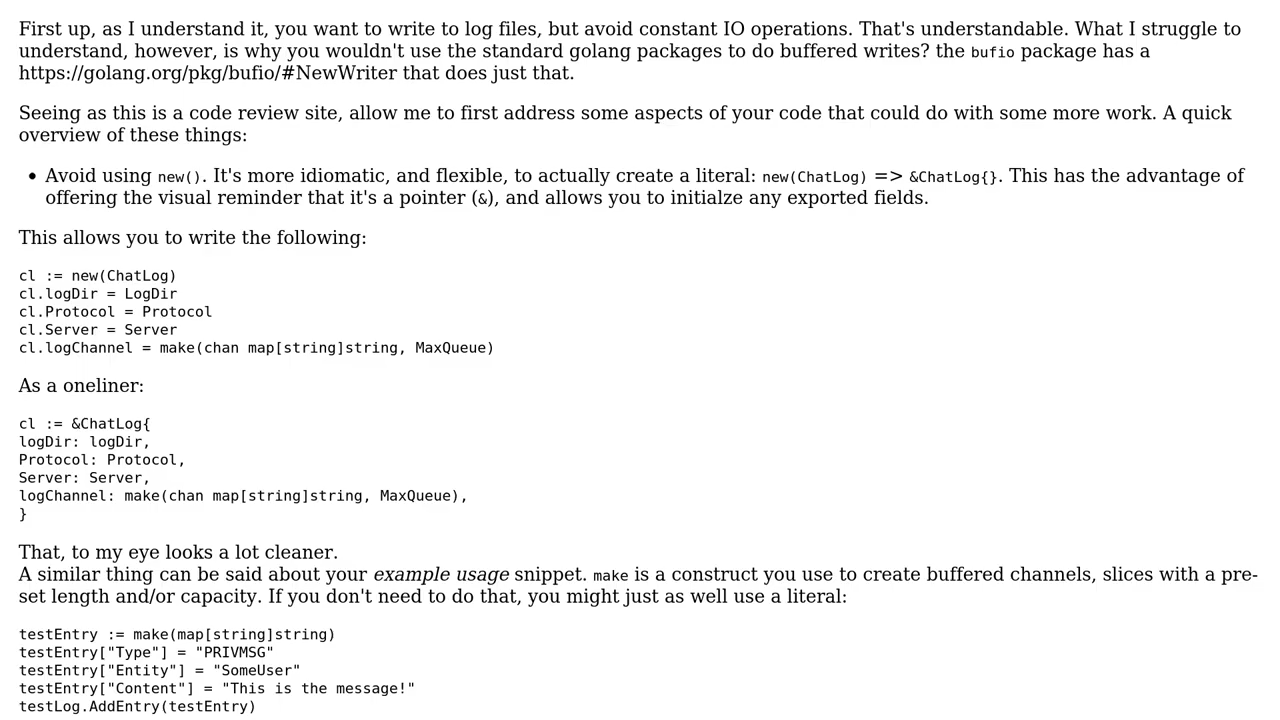 First up, as I understand it, you want to write to log files, but avoid constant IO operations. That's understandable. What I struggle to
understand, however, is why you wouldn't use the standard golang packages to do buffered writes? the bufio package has a
https://golang.org/pkg/bufio/#NewWriter that does just that.
Seeing as this is a code review site, allow me to first address some aspects of your code that could do with some more work. A quick
overview of these things:
• Avoid using new(). It's more idiomatic, and flexible, to actually create a literal: new(ChatLog) => &ChatLog{}. This has the advantage of
offering the visual reminder that it's a pointer (&), and allows you to initialze any exported fields.
This allows you to write the following:
cl := new(ChatLog)
cl.logDir = LogDir
cl.Protocol = Protocol
cl.Server = Server
cl.logChannel = make(chan map[string]string, MaxQueue)
As a oneliner:
cl := &ChatLog{
logDir: logDir,
Protocol: Protocol,
Server: Server,
logChannel: make(chan map[string]string, MaxQueue),
}
That, to my eye looks a lot cleaner.
A similar thing can be said about your example usage snippet. make is a construct you use to create buffered channels, slices with a pre-
set length and/or capacity. If you don't need to do that, you might just as well use a literal:
testEntry := make(map[string]string)
testEntry["Type"] = "PRIVMSG"
testEntry["Entity"] = "SomeUser"
testEntry["Content"] = "This is the message!"
testLog.AddEntry(testEntry)